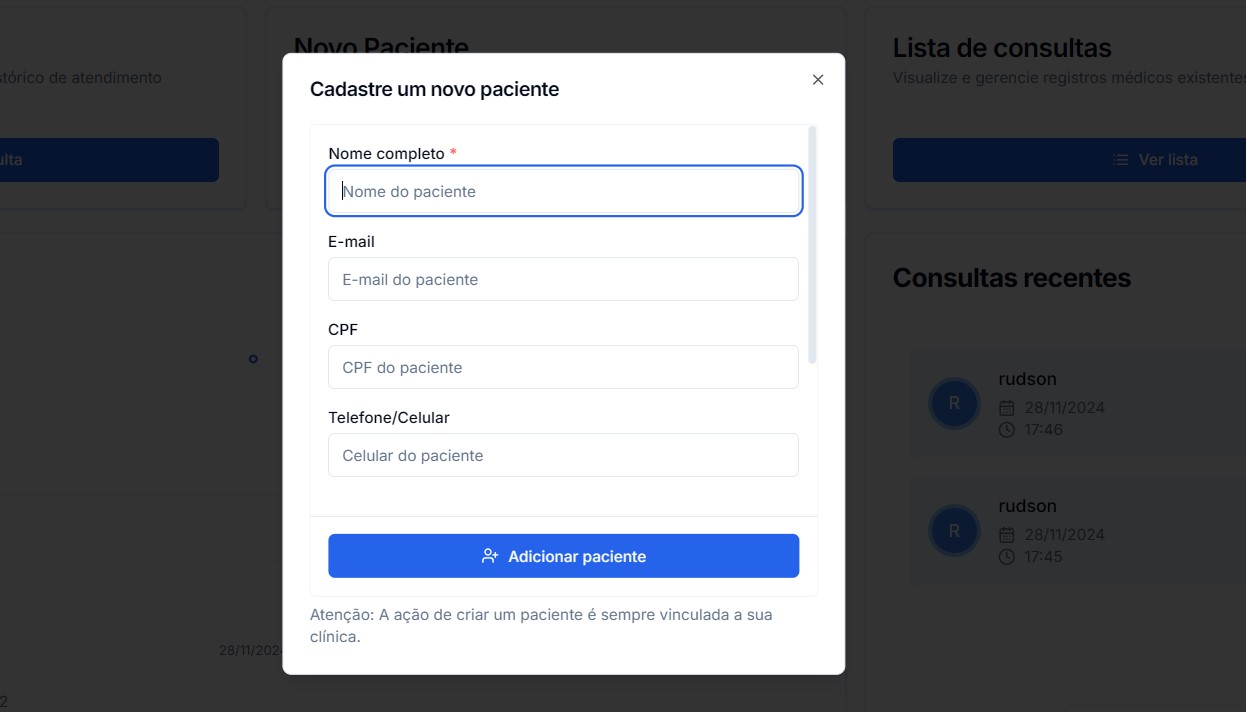 Novo Paciente
Lista de consultas
stórico de atendimento
Visualize e gerencie registros médicos existentes
ulta
Ver lista
Cadastre um novo paciente
Nome completo *
Nome do paciente
E-mail
E-mail do paciente
CPF
CPF do paciente
Telefone/Celular
Celular do paciente
Adicionar paciente
Atenção: A ação de criar um paciente é sempre vinculada a sua
clínica.
Consultas recentes
R
rudson
28/11/2024
17:46
R
rudson
28/11/2024
17:45
28/11/2024
2